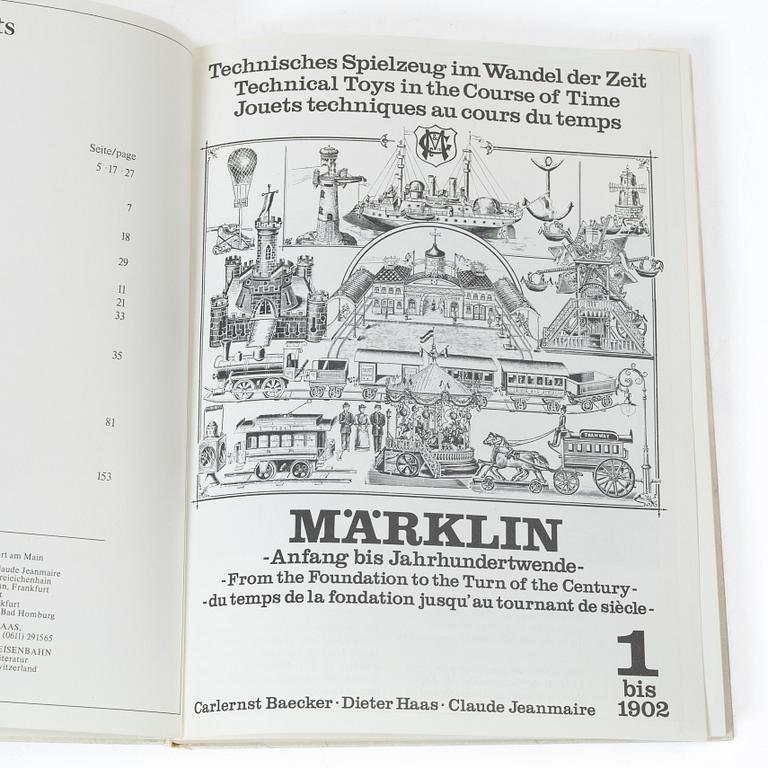 ts
Seite/page
5 · 17 · 27
7
18
29
11
21
33
35
81
153
rt am Main
laude Jeanmaire
reieichenhain
nn, Frankfurt
t
kfurt
Bad Homburg
AAS,
(0611) 291565
EISENBAHN
iteratur
witzerland
Technisches Spielzeug im Wandel der Zeit
Technical Toys in the Course of Time
Jouets techniques au cours du temps
TRAMWAY
MÄRKLIN
-Anfang bis Jahrhundertwende-
-From the Foundation to the Turn of the Century-
-du temps de la fondation jusqu'au tournant de siècle-
1
bis
1902
Carlernst Baecker · Dieter Haas · Claude Jeanmaire